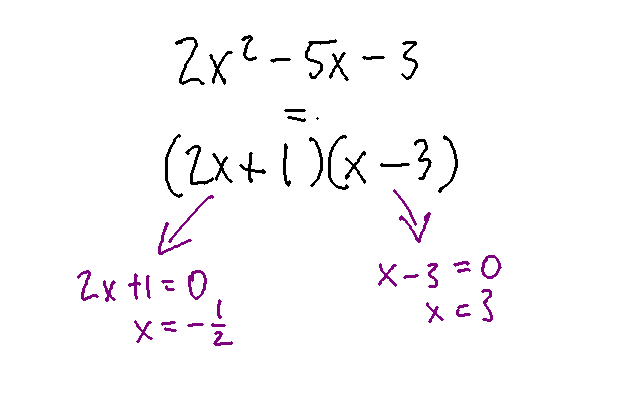 2x² - 5x - 3
=
(2x + 1)(x - 3)
2x + 1 = 0
x = - 1/2
x - 3 = 0
x = 3